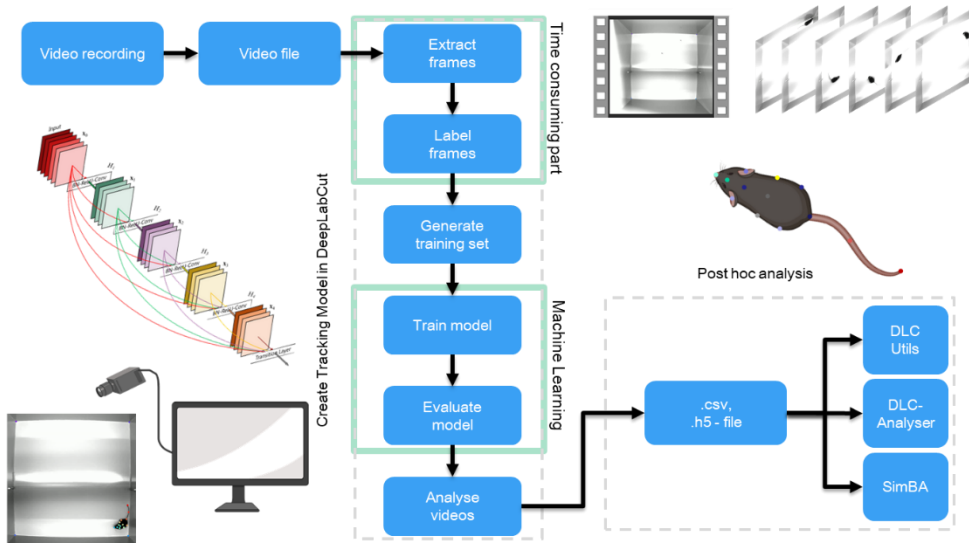 Video recording
Video file
Extract
frames
Label
frames
Time consuming part
Generate
training set
Create Tracking Model in DeepLabCut
Train model
Evaluate
model
Machine Learning
Analyse
videos
Post hoc analysis
.csv,
.h5 - file
DLC
Utils
DLC-
Analyser
SimBA
Input
Transition Layer